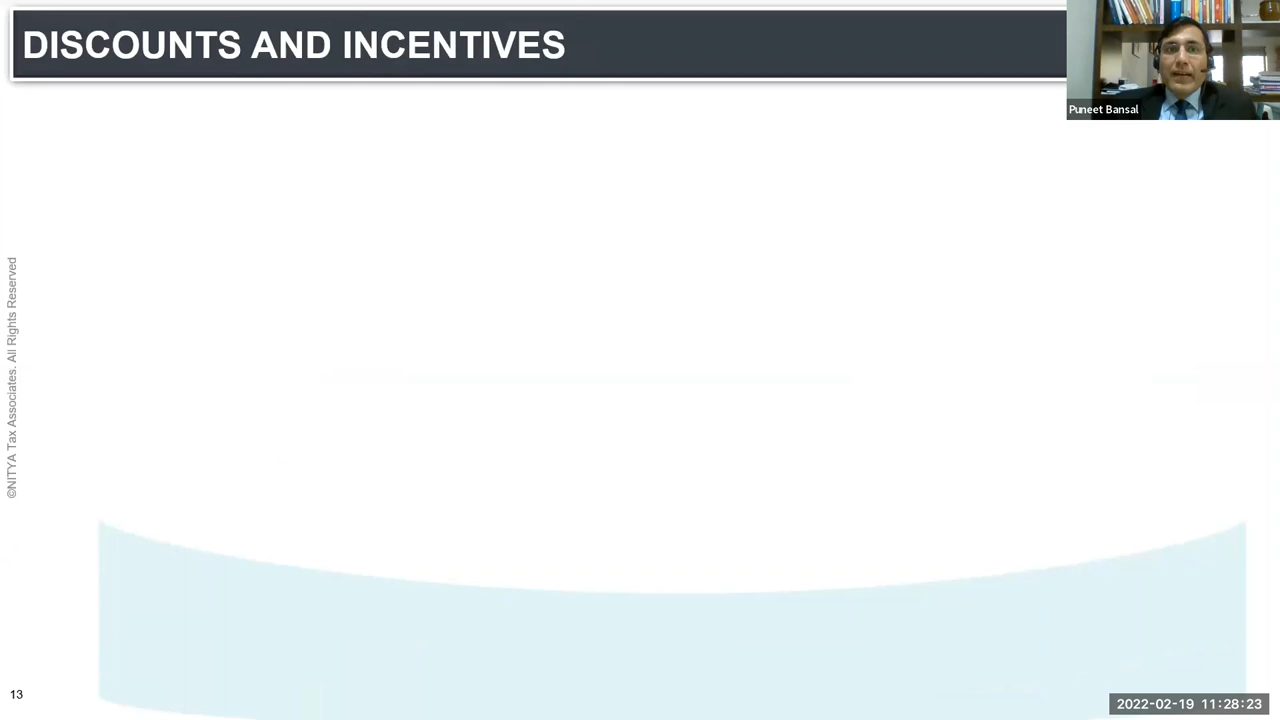 DISCOUNTS AND INCENTIVES
Puneet Bansal
©NITYA Tax Associates. All Rights Reserved
13
2022-02-19 11:28:23